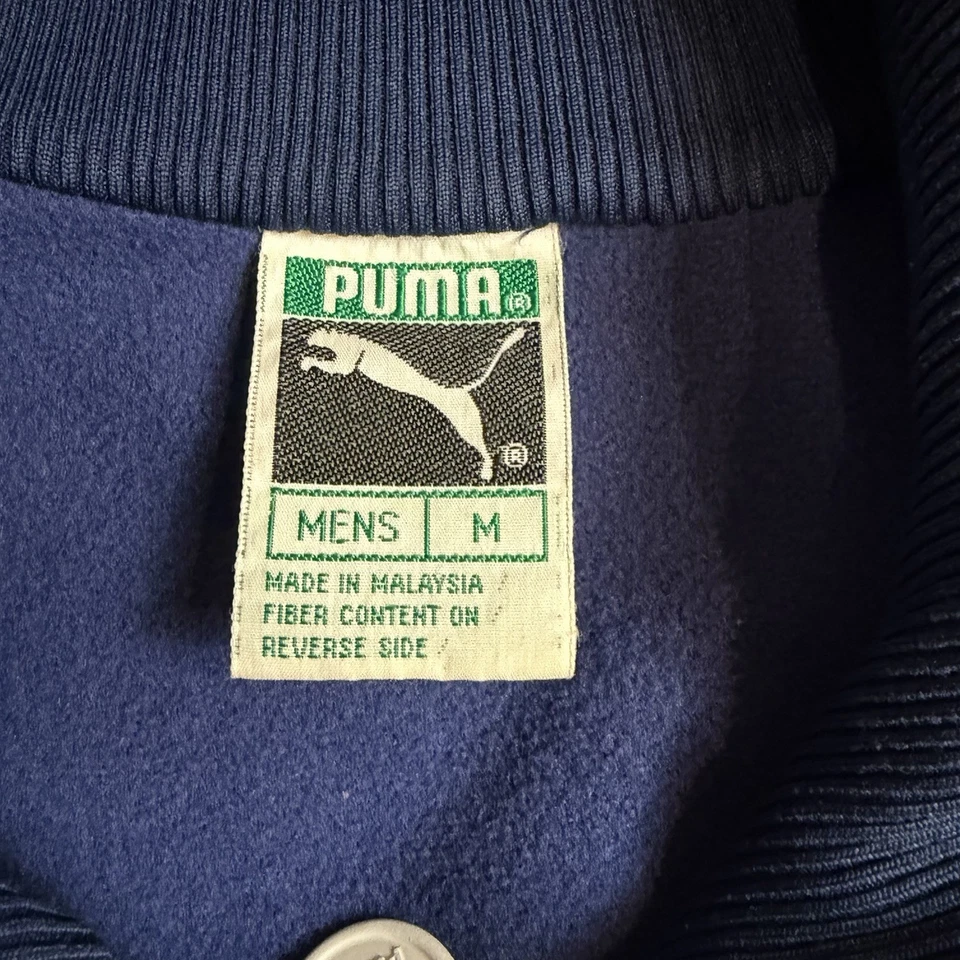 PUMA®
®
MENS M
MADE IN MALAYSIA /
FIBER CONTENT ON /
REVERSE SIDE /